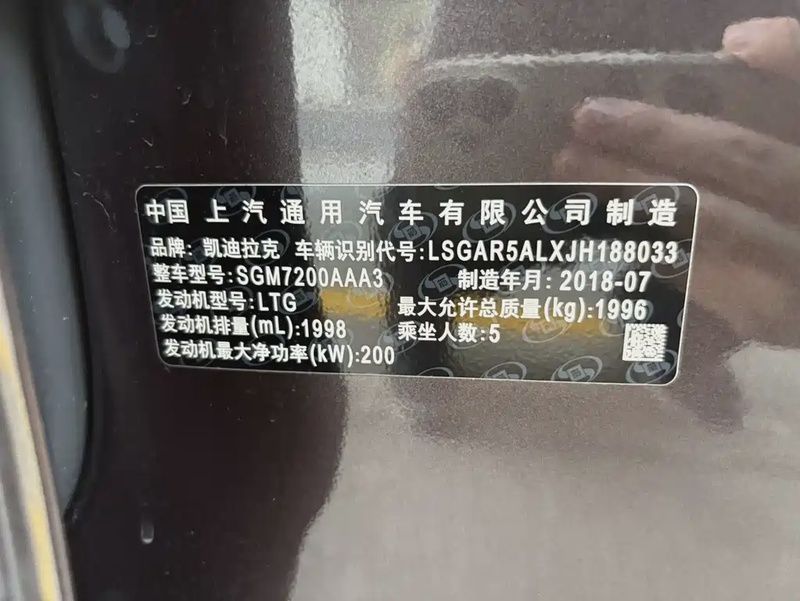 中国 上汽通用汽车有限公司制造
品牌: 凯迪拉克 车辆识别代号: LSGAR5ALXJH188033
整车型号: SGM7200AAA3 制造年月: 2018-07
发动机型号: LTG 最大允许总质量(kg): 1996
发动机排量(mL): 1998 乘坐人数: 5
发动机最大净功率(kW): 200